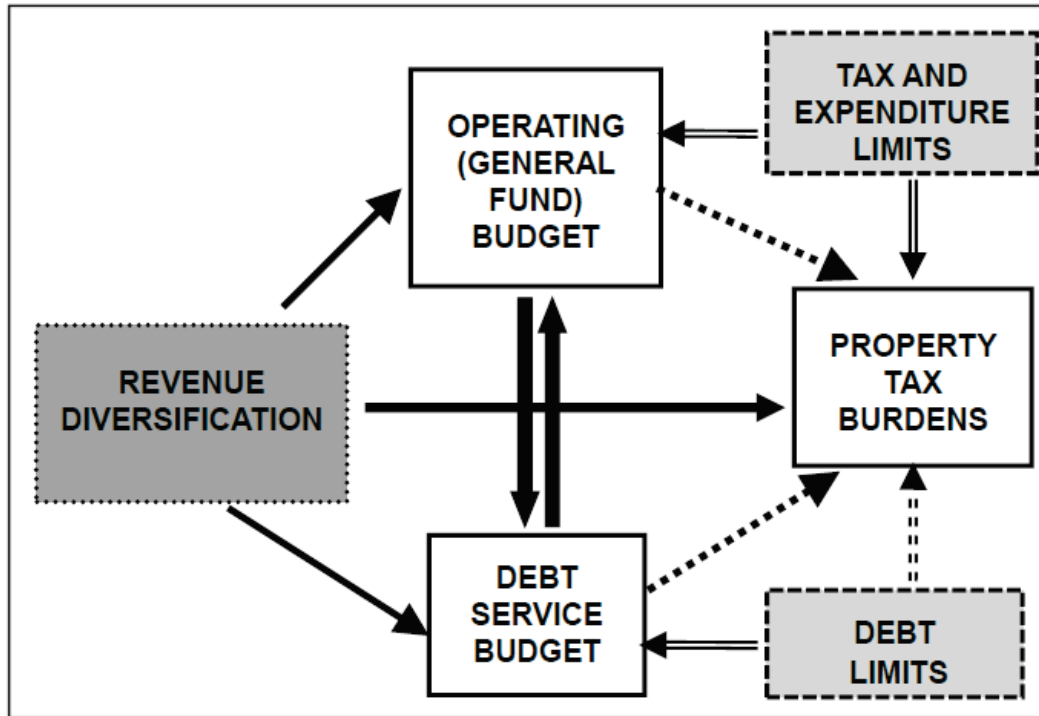 OPERATING
(GENERAL
FUND)
BUDGET
TAX AND
EXPENDITURE
LIMITS
REVENUE
DIVERSIFICATION
PROPERTY
TAX
BURDENS
DEBT
SERVICE
BUDGET
DEBT
LIMITS